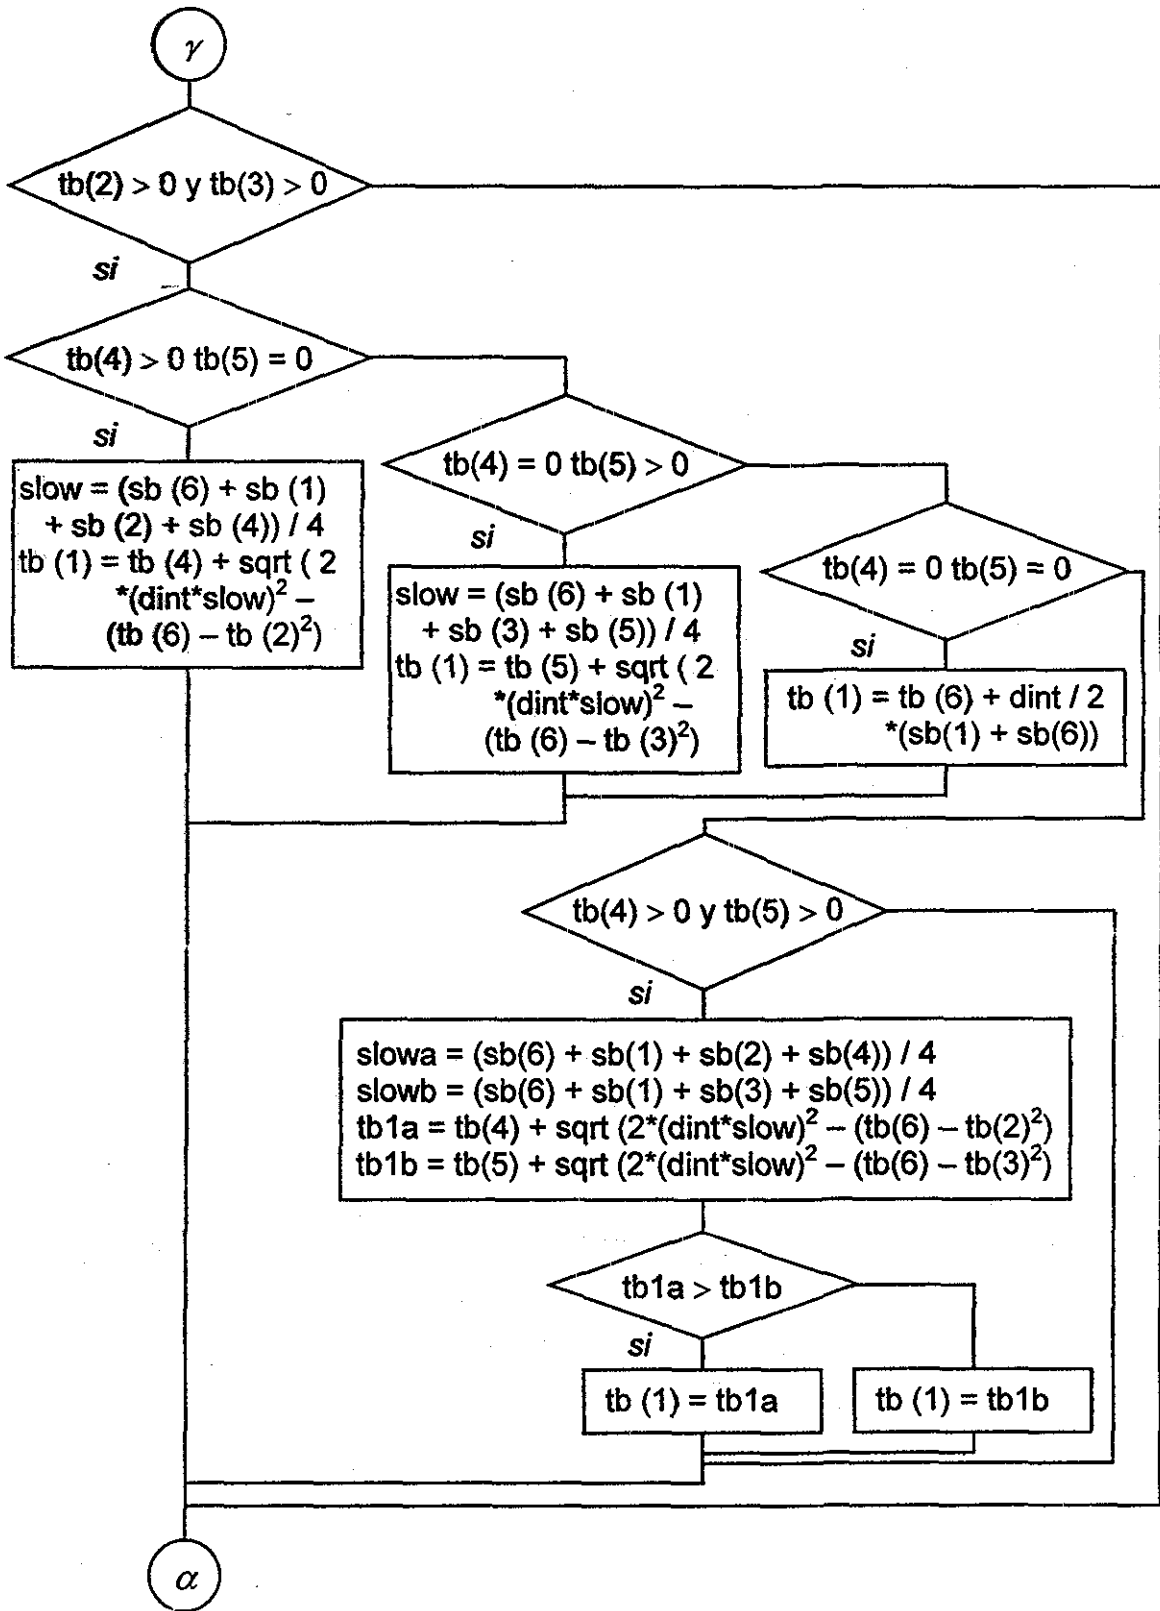 γ
tb(2) > 0 y tb(3) > 0
si
tb(4) > 0 tb(5) = 0
si
slow = (sb (6) + sb (1)
+ sb (2) + sb (4)) / 4
tb (1) = tb (4) + sqrt ( 2
*(dint*slow)² –
(tb (6) – tb (2)²)
tb(4) = 0 tb(5) > 0
si
slow = (sb (6) + sb (1)
+ sb (3) + sb (5)) / 4
tb (1) = tb (5) + sqrt ( 2
*(dint*slow)² –
(tb (6) – tb (3)²)
tb(4) = 0 tb(5) = 0
si
tb (1) = tb (6) + dint / 2
*(sb(1) + sb(6))
tb(4) > 0 y tb(5) > 0
si
slowa = (sb(6) + sb(1) + sb(2) + sb(4)) / 4
slowb = (sb(6) + sb(1) + sb(3) + sb(5)) / 4
tb1a = tb(4) + sqrt (2*(dint*slow)² – (tb(6) – tb(2)²)
tb1b = tb(5) + sqrt (2*(dint*slow)² – (tb(6) – tb(3)²)
tb1a > tb1b
si
tb (1) = tb1a
tb (1) = tb1b
α